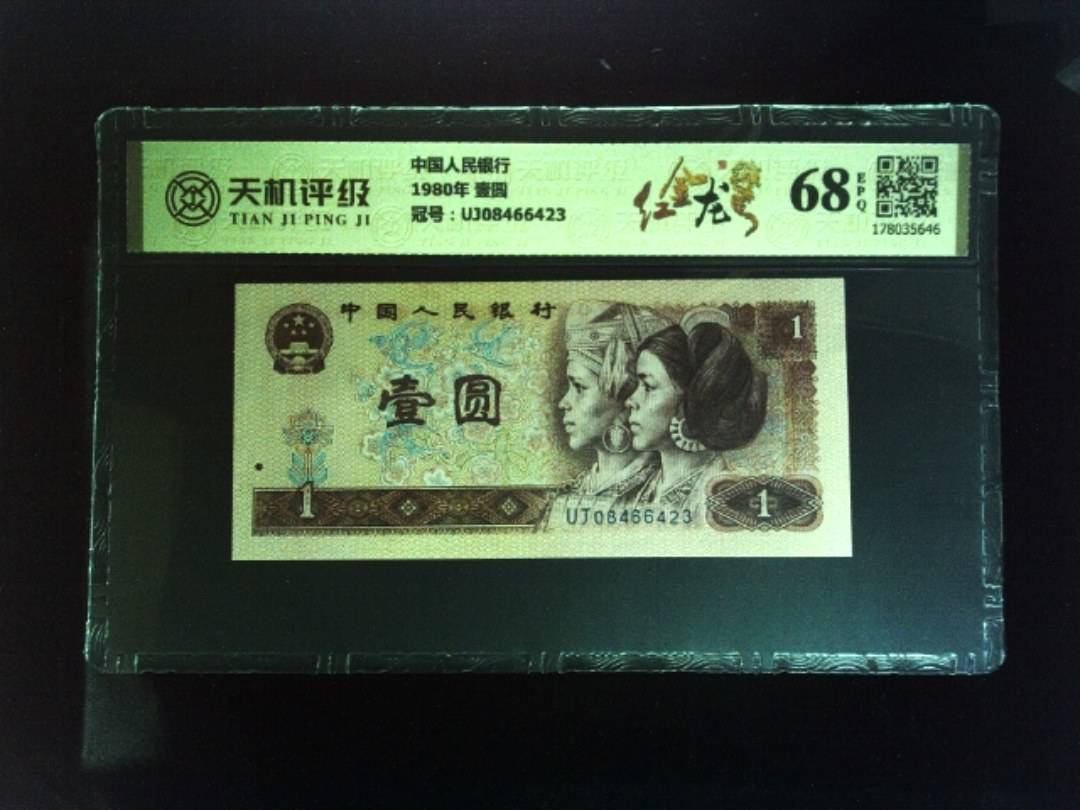 天机评级
TIAN JI PING JI
中国人民银行
1980年 壹圆
冠号：UJ08466423
红金龙
68
EPQ
178035646
中国人民银行
1
壹圆
1
UJ08466423
1